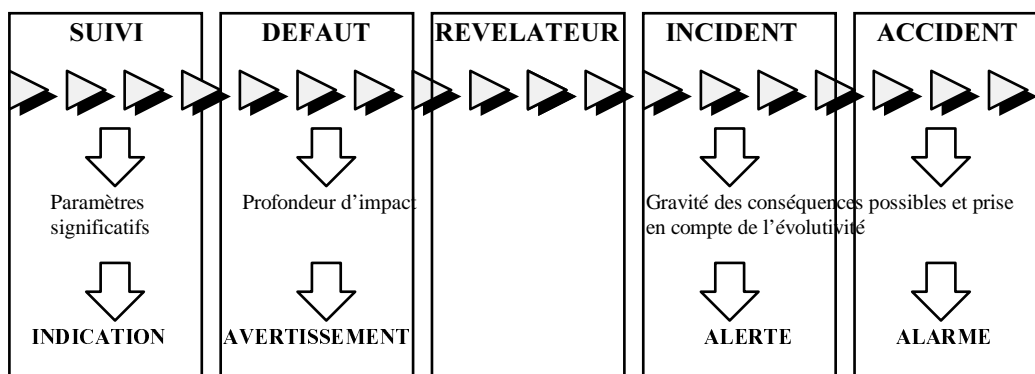 SUIVI
DEFAUT
REVELATEUR
INCIDENT
ACCIDENT
Paramètres
significatifs
Profondeur d’impact
Gravité des conséquences possibles et prise
en compte de l’évolutivité
INDICATION
AVERTISSEMENT
ALERTE
ALARME